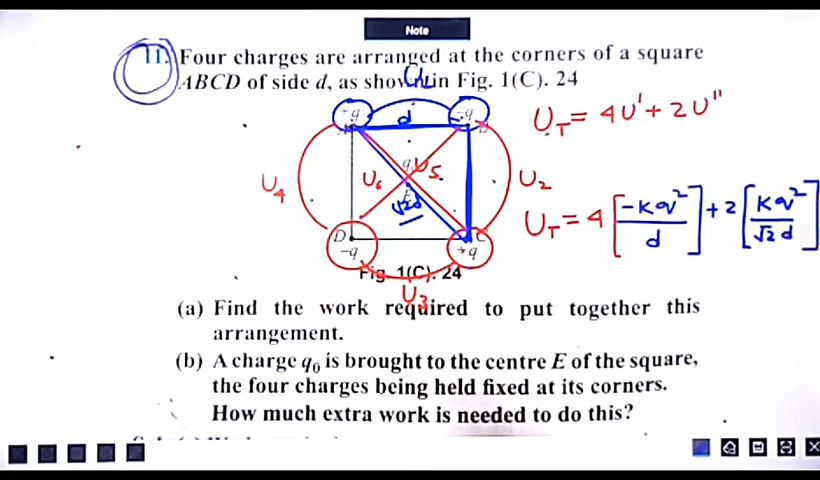 Note
11. Four charges are arranged at the corners of a square
ABCD of side d, as shown in Fig. 1(C). 24
U_T = 4U' + 2U"
+q
d
-q
U4
U6
U5
U2
√2d
U_T = 4 [-Kq²/d] + 2 [Kq²/√2 d]
D
C
-q
+q
Fig. 1(C). 24
U3
(a) Find the work required to put together this
arrangement.
(b) A charge q₀ is brought to the centre E of the square,
the four charges being held fixed at its corners.
How much extra work is needed to do this?